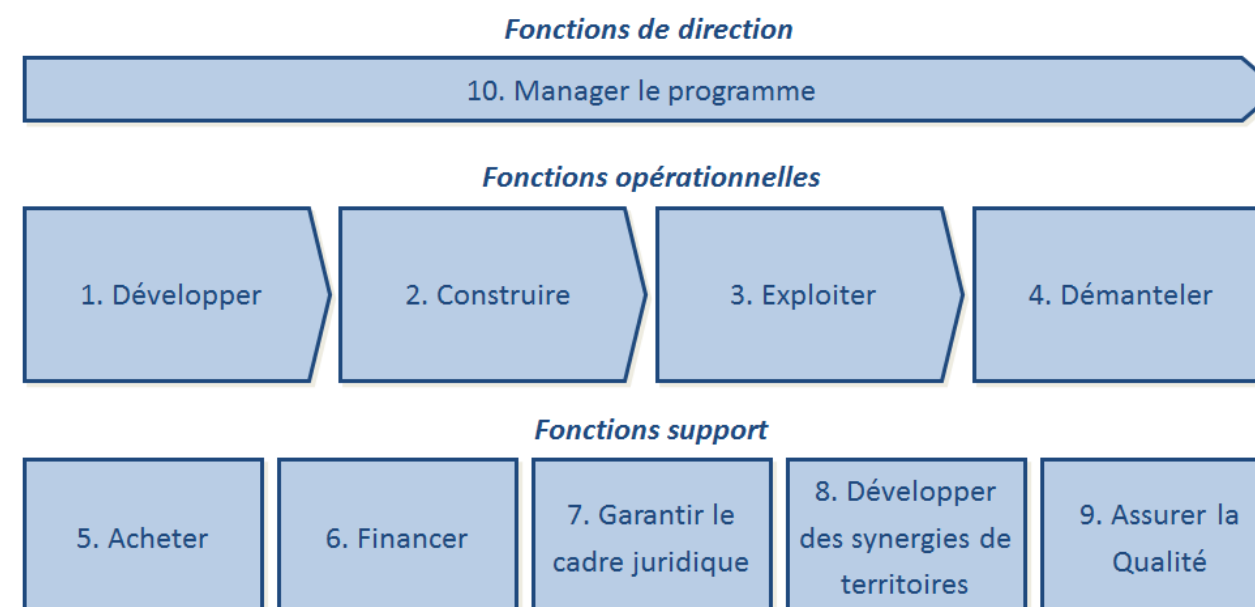 Fonctions de direction
10. Manager le programme
Fonctions opérationnelles
1. Développer
2. Construire
3. Exploiter
4. Démanteler
Fonctions support
5. Acheter
6. Financer
7. Garantir le
cadre juridique
8. Développer
des synergies de
territoires
9. Assurer la
Qualité